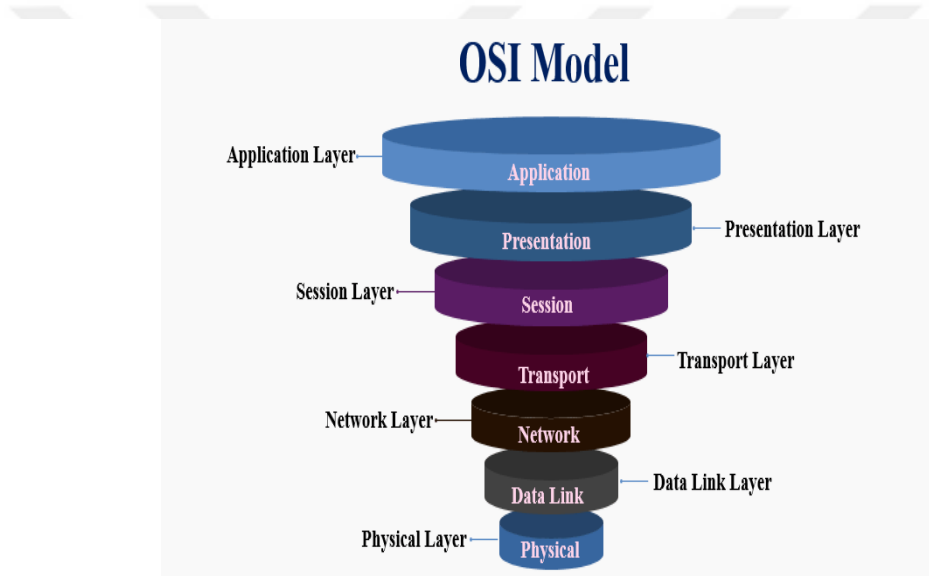 OSI Model
Application Layer
Application
Presentation Layer
Presentation
Session Layer
Session
Transport Layer
Transport
Network Layer
Network
Data Link Layer
Data Link
Physical Layer
Physical